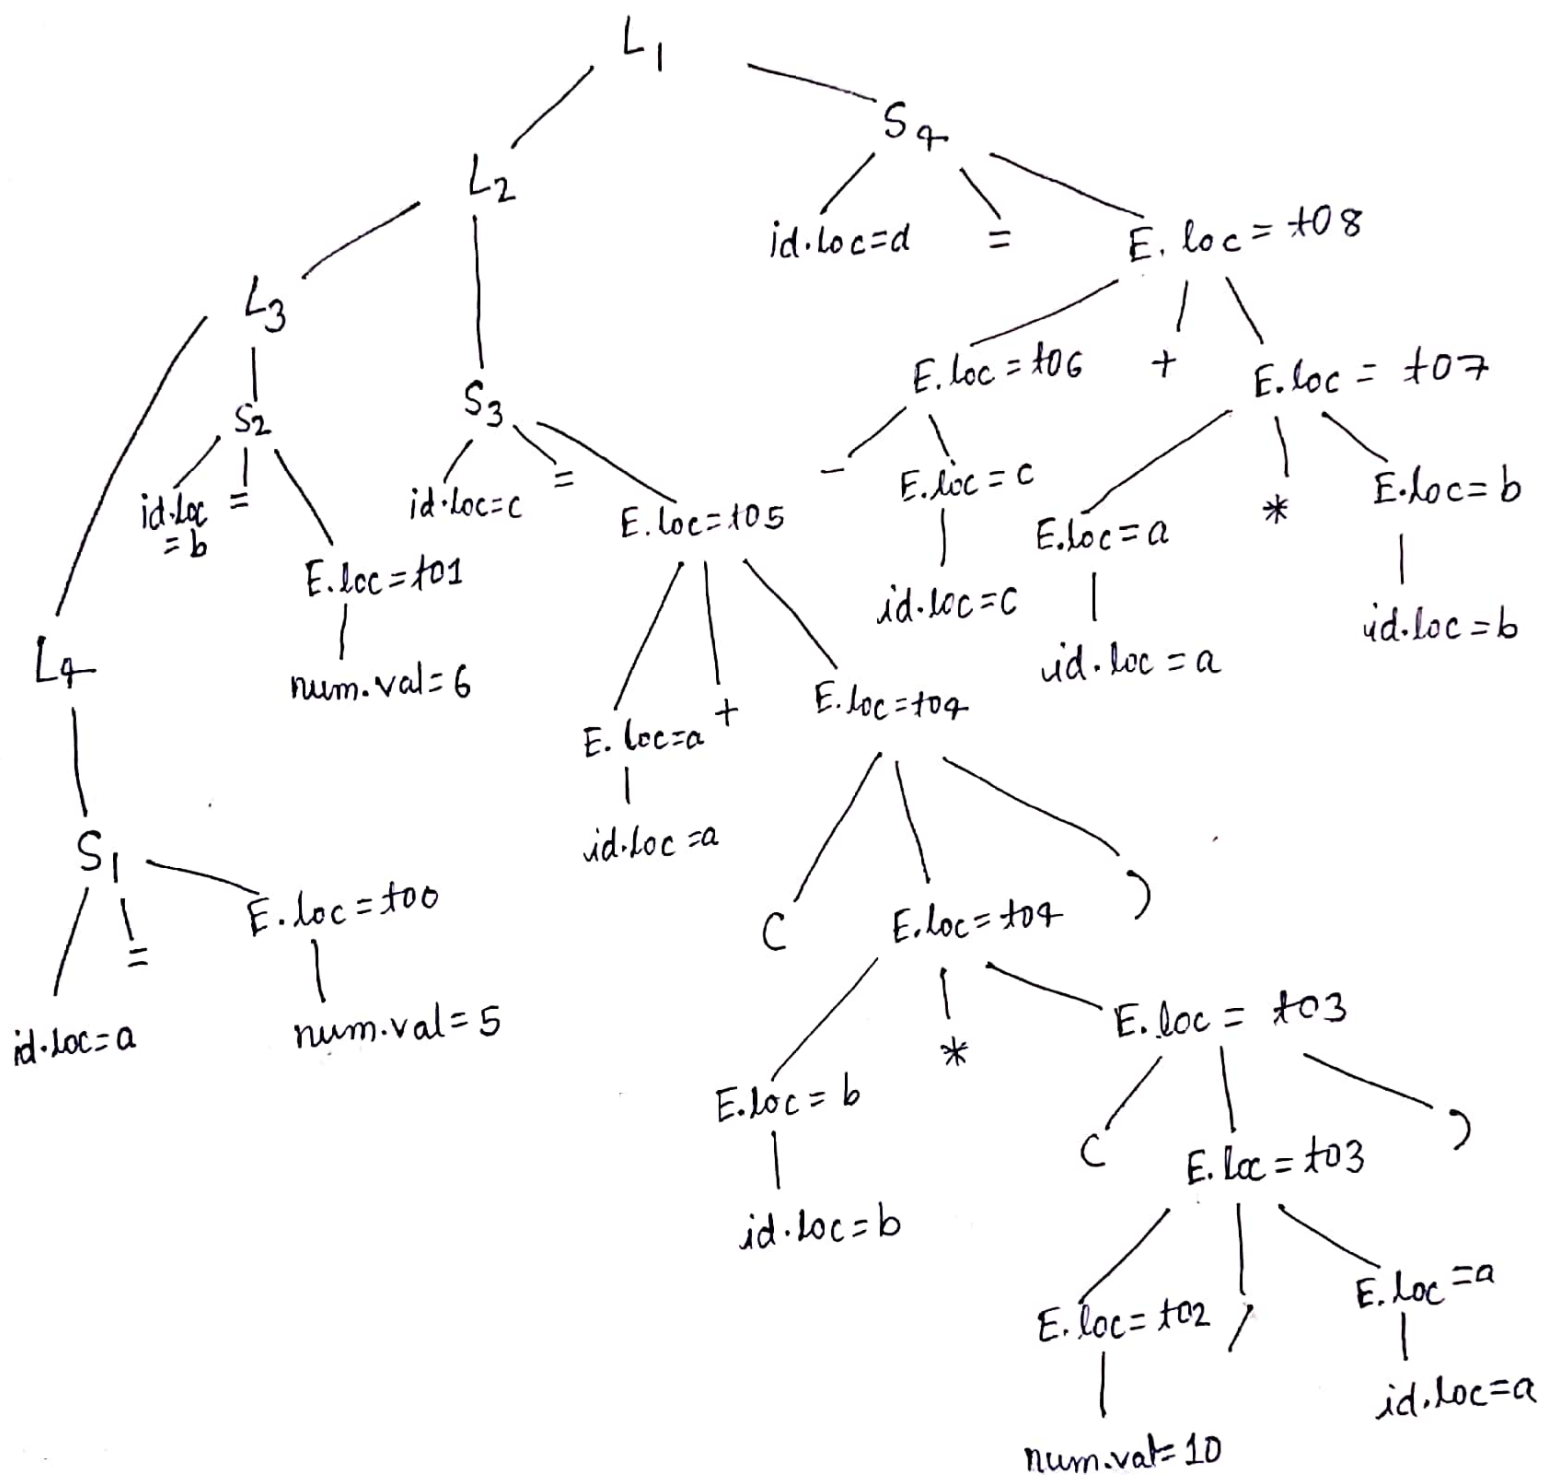 L1
S4
L2
id.loc=d = E.loc = t08
L3
E.loc = t06 + E.loc = t07
S2 S3
- E.loc = c E.loc=b
id.loc = id.loc=c =
= b
E.loc=t05 E.loc=a *
E.loc=t01 id.loc=c id.loc=b
L4 num.val=6 id.loc = a
E.loc=a + E.loc=t04
S1 id.loc=a
E.loc=t00
= ( E.loc=t04 )
id.loc=a num.val=5 * E.loc = t03
E.loc = b
( E.loc=t03 )
id.loc=b
E.loc=t02 / E.loc=a
id.loc=a
num.val=10